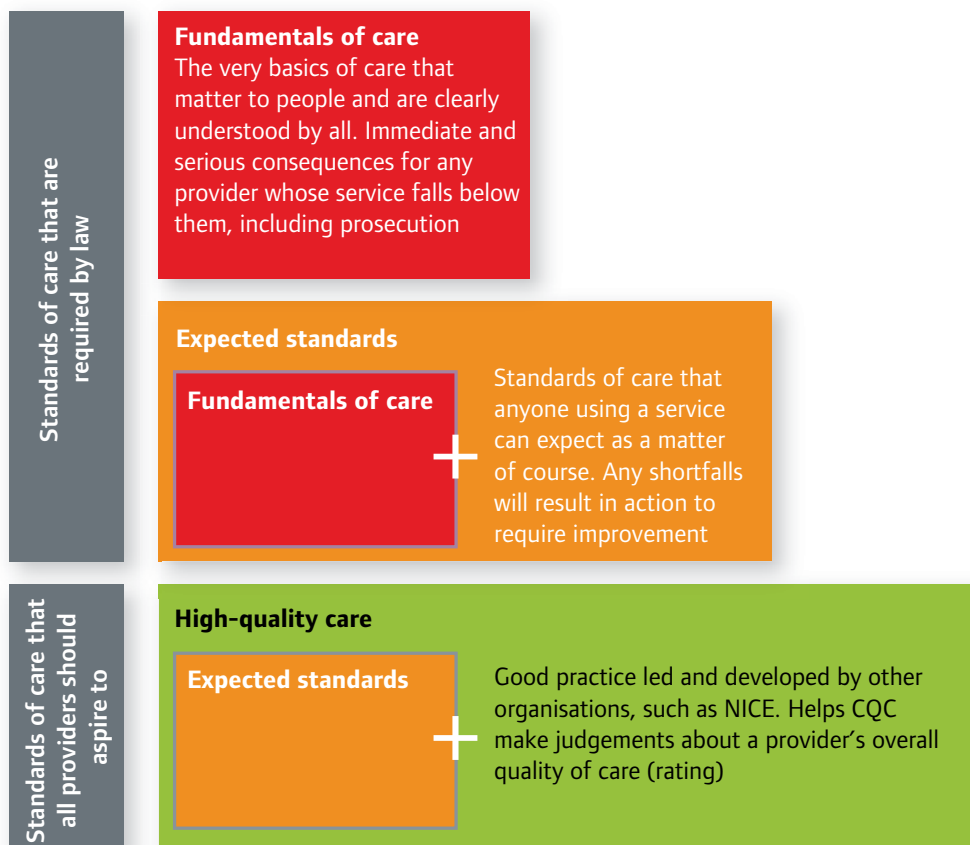 Standards of care that are
required by law
Fundamentals of care
The very basics of care that
matter to people and are clearly
understood by all. Immediate and
serious consequences for any
provider whose service falls below
them, including prosecution
Expected standards
Fundamentals of care
+
Standards of care that
anyone using a service
can expect as a matter
of course. Any shortfalls
will result in action to
require improvement
Standards of care that
all providers should
aspire to
High-quality care
Expected standards
+
Good practice led and developed by other
organisations, such as NICE. Helps CQC
make judgements about a provider’s overall
quality of care (rating)